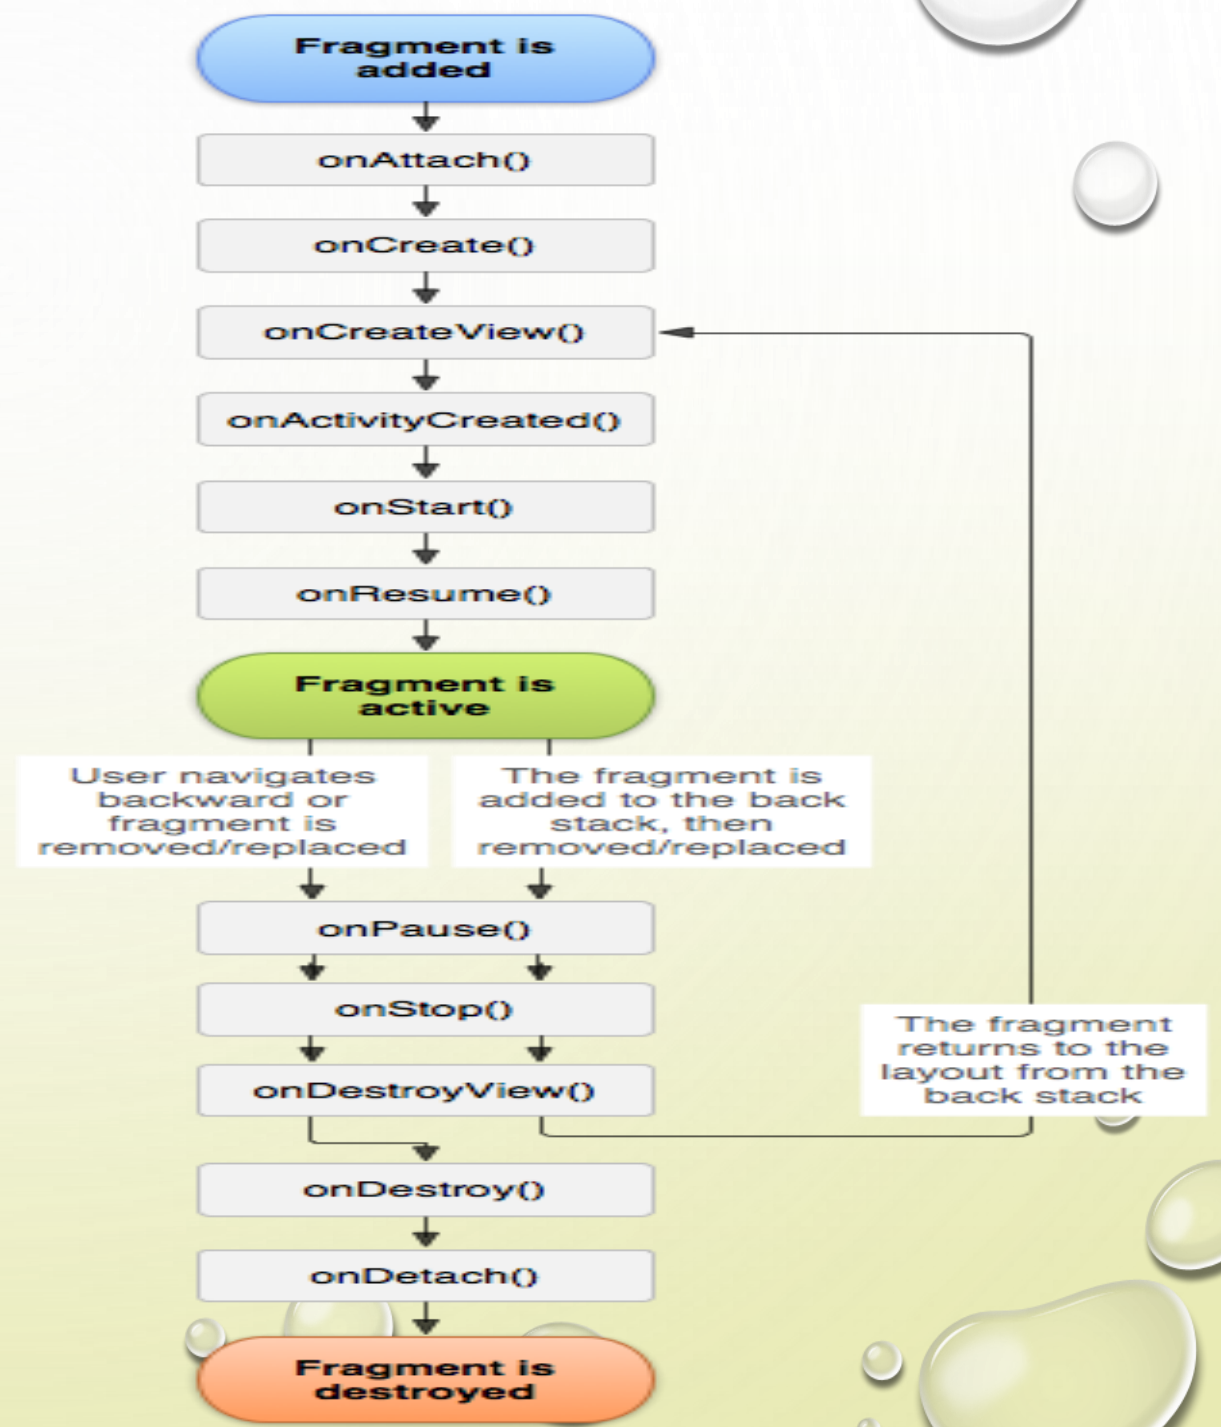 Fragment is
added
onAttach()
onCreate()
onCreateView()
onActivityCreated()
onStart()
onResume()
Fragment is
active
User navigates
backward or
fragment is
removed/replaced
The fragment is
added to the back
stack, then
removed/replaced
onPause()
onStop()
onDestroyView()
The fragment
returns to the
layout from the
back stack
onDestroy()
onDetach()
Fragment is
destroyed